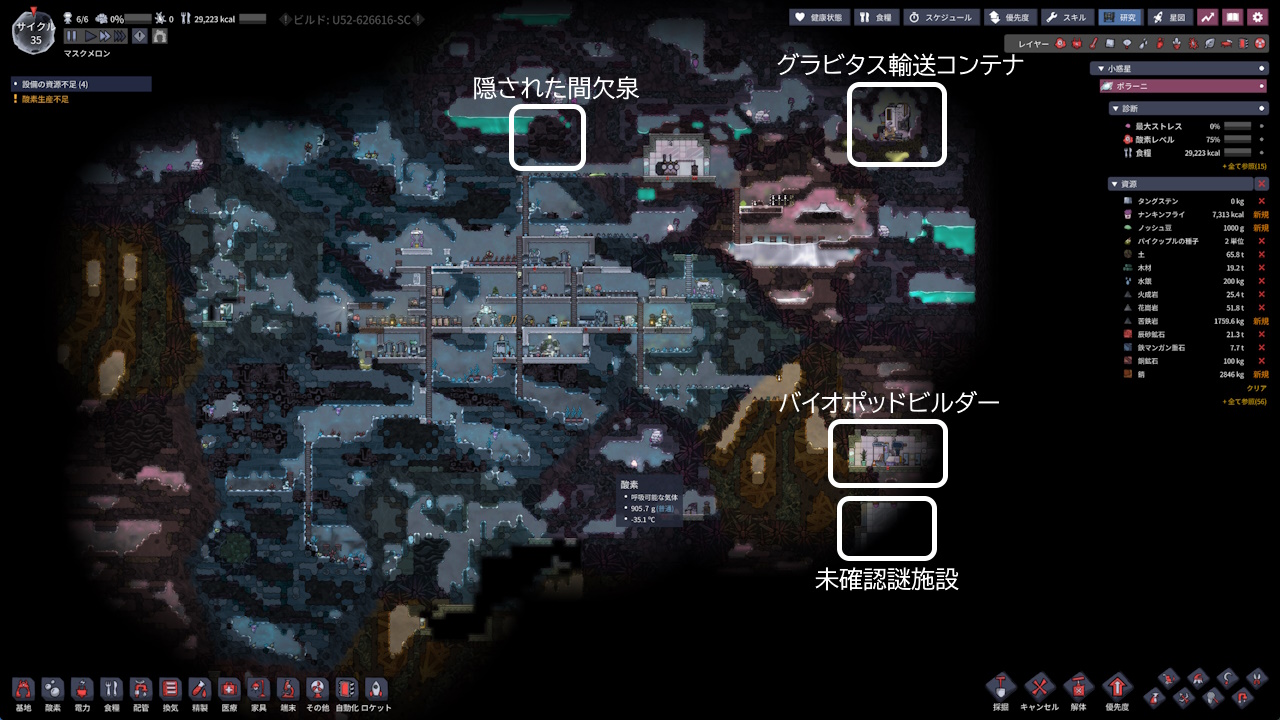 サイクル
35
6/6
0%
0
29,223 kcal
ビルド: U52-626616-SC
マスクメロン
健康状態
食糧
スケジュール
優先度
スキル
研究
星図
レイヤー
設備の資源不足 (4)
酸素生産不足
隠された間欠泉
グラビタス輸送コンテナ
バイオポッドビルダー
未確認謎施設
小惑星
ボラーニ
診断
最大ストレス 0%
酸素レベル 75%
食糧 29,223 kcal
+全て参照(15)
資源
タングステン 0 kg
ナンキンフライ 7,313 kcal 新規
ノッシュ豆 1000 g 新規
パイクップルの種子 2 単位
土 65.8 t
木材 19.2 t
水銀 200 kg
火成岩 25.4 t
花崗岩 51.8 t
苦鉄岩 1759.6 kg 新規
辰砂鉱石 21.3 t
鉄マンガン重石 7.7 t
銅鉱石 100 kg
銅 2846 kg 新規
クリア
+全て参照(56)
酸素
呼吸可能な気体
905.7 g (普通)
-35.1 °C
基地
酸素
電力
食糧
配管
換気
精製
医療
家具
端末
その他
自動化
ロケット
採掘
キャンセル
解体
優先度